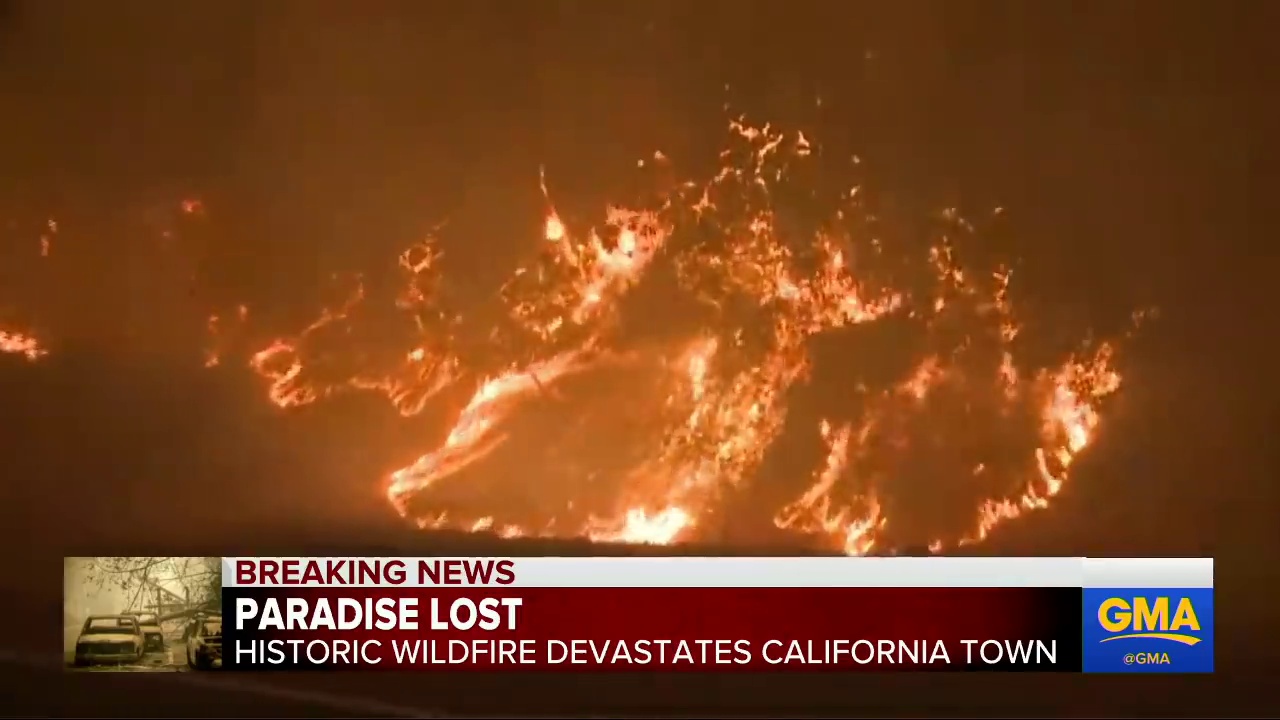 BREAKING NEWS
PARADISE LOST
HISTORIC WILDFIRE DEVASTATES CALIFORNIA TOWN
GMA
@GMA